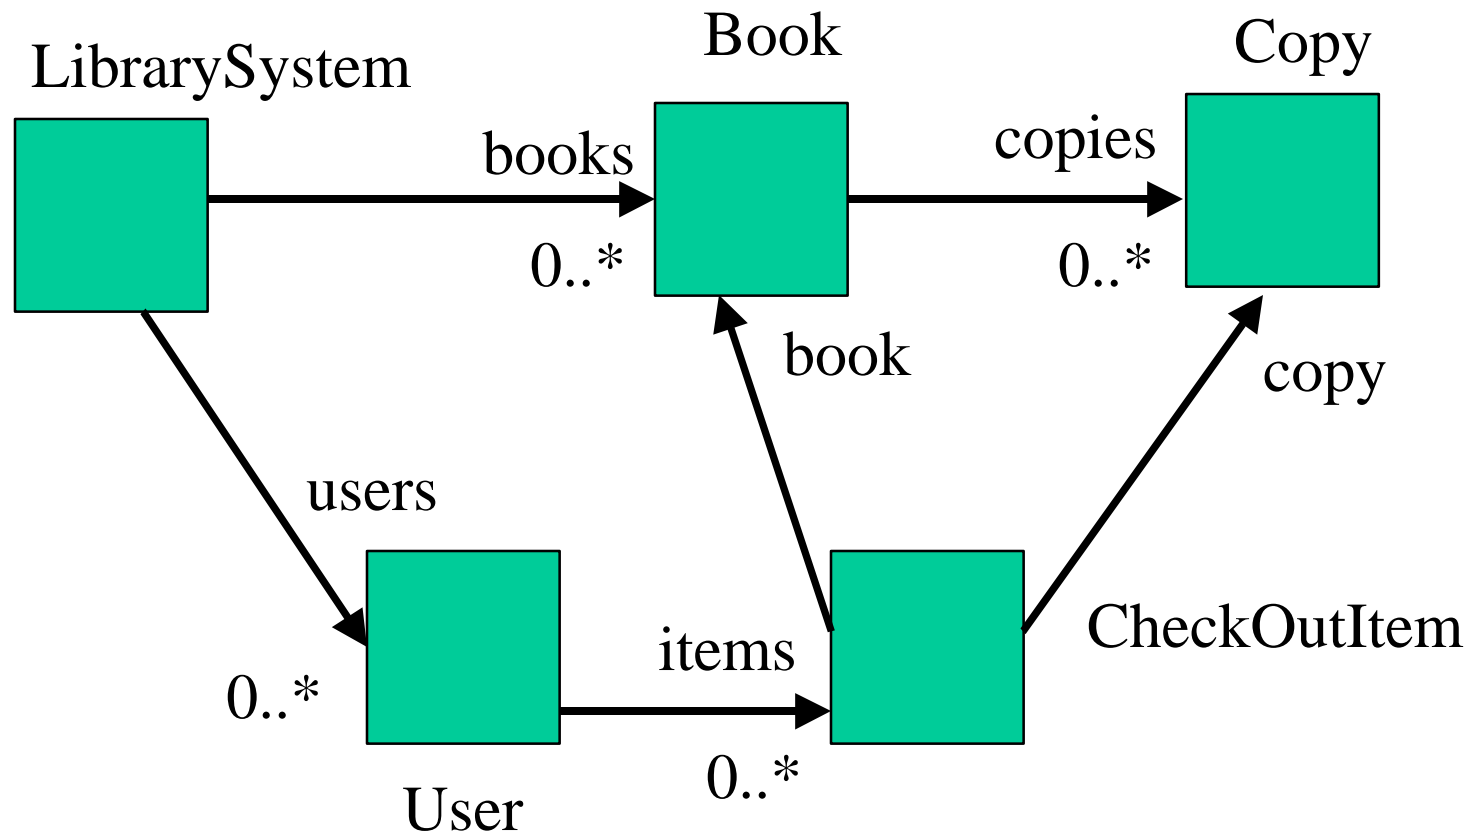 Book
Copy
LibrarySystem
copies
books
0..*
0..*
book
copy
users
CheckOutItem
items
0..*
0..*
User